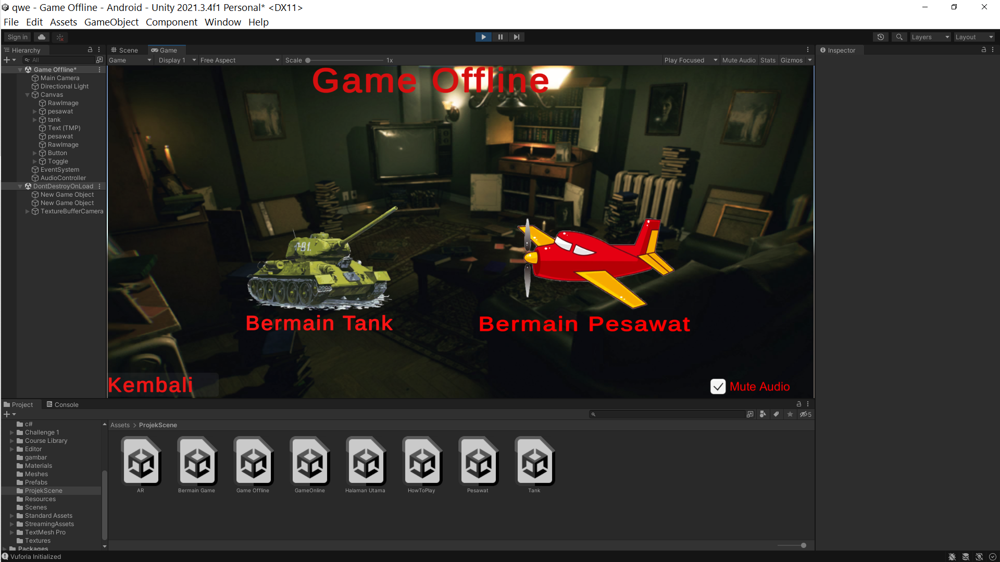 qwe - Game Offline - Android - Unity 2021.3.4f1 Personal* <DX11>
File Edit Assets GameObject Component Window Help
Sign in
Layers
Layout
Hierarchy
Scene
Game
Inspector
All
Game
Display 1
Free Aspect
Scale
1x
Play Focused
Mute Audio
Stats
Gizmos
Game Offline*
Main Camera
Directional Light
Canvas
RawImage
pesawat
tank
Text (TMP)
pesawat
RawImage
Button
Toggle
EventSystem
AudioController
DontDestroyOnLoad
New Game Object
New Game Object
TextureBufferCamera
Game Offline
Bermain Tank
Bermain Pesawat
Kembali
Mute Audio
Project
Console
5
c#
Challenge 1
Course Library
Editor
gambar
Materials
Meshes
Prefabs
ProjekScene
Resources
Scenes
Standard Assets
StreamingAssets
TextMesh Pro
Textures
Packages
Assets > ProjekScene
AR
Bermain Game
Game Offline
GameOnline
Halaman Utama
HowToPlay
Pesawat
Tank
Vuforia Initialized